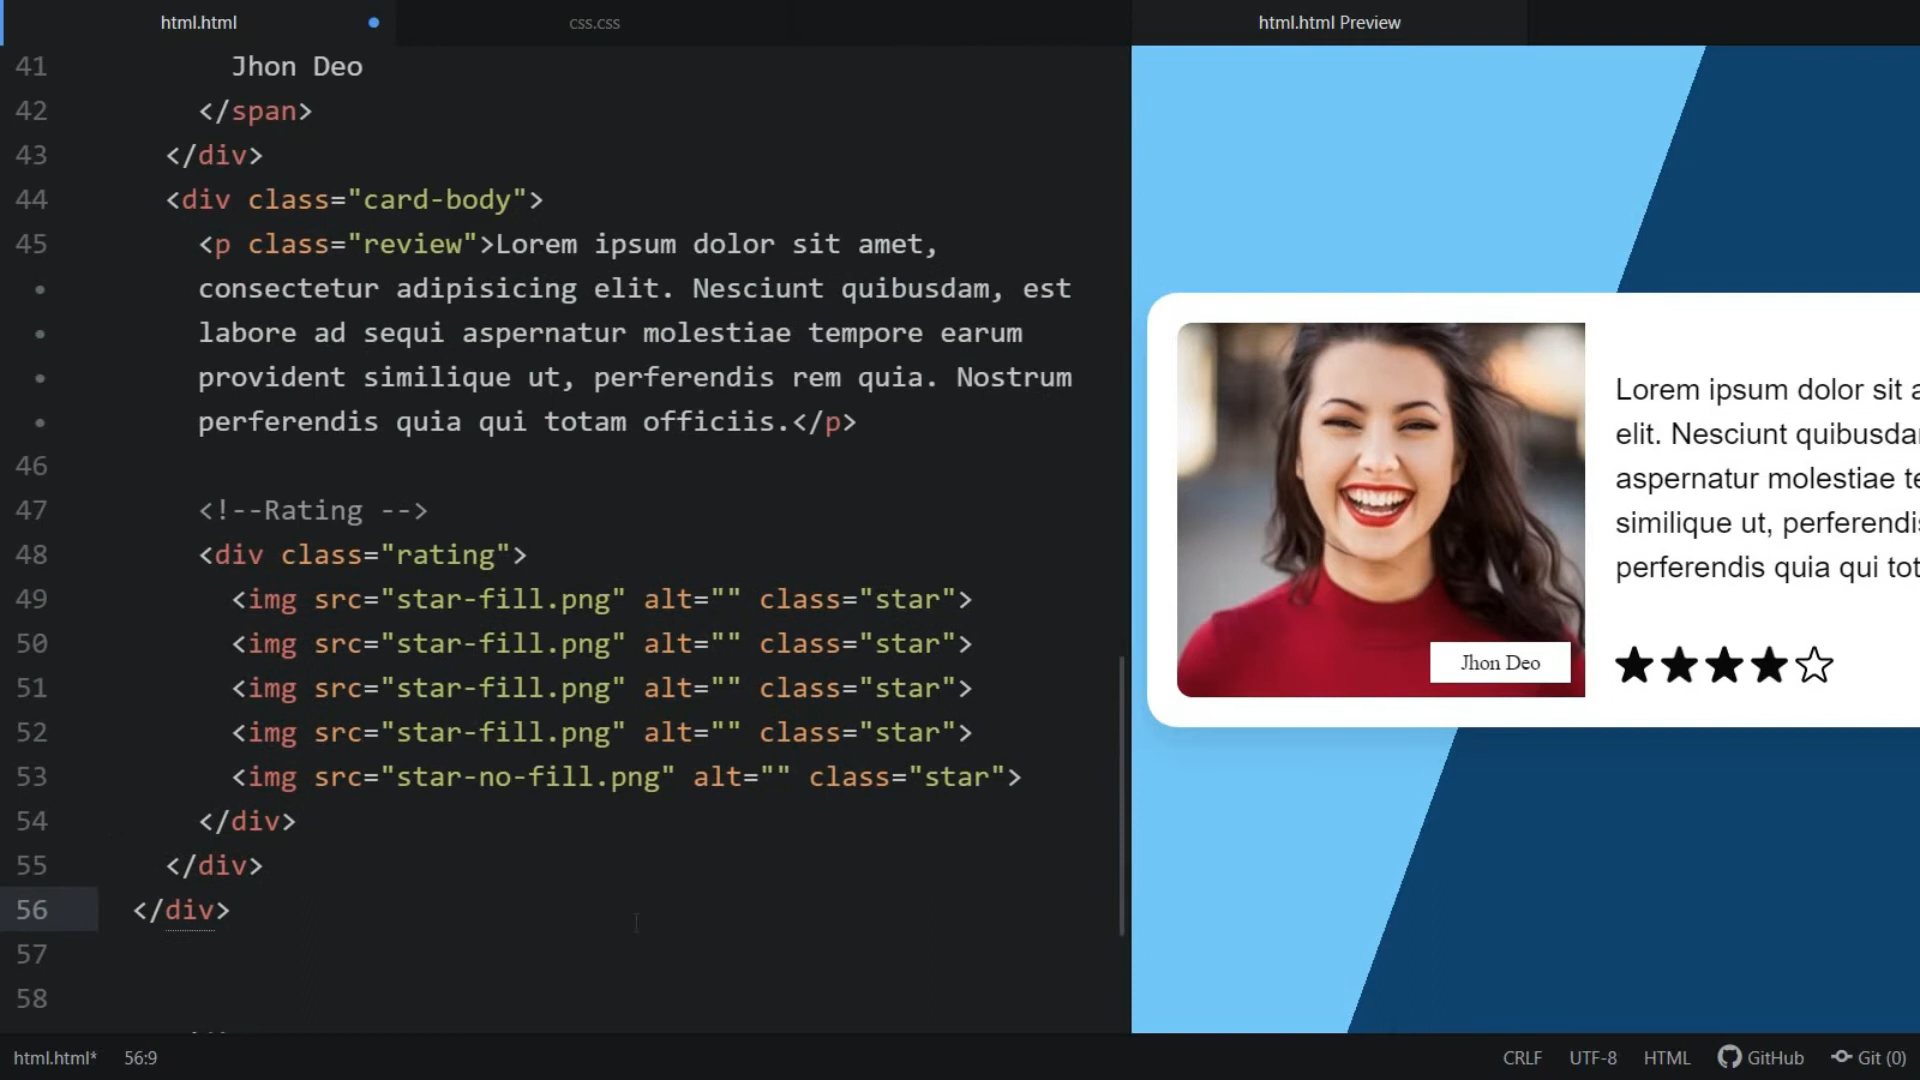 html.html
css.css
html.html Preview
41 Jhon Deo
42 </span>
43 </div>
44 <div class="card-body">
45 <p class="review">Lorem ipsum dolor sit amet,
• consectetur adipisicing elit. Nesciunt quibusdam, est
• labore ad sequi aspernatur molestiae tempore earum
• provident similique ut, perferendis rem quia. Nostrum
• perferendis quia qui totam officiis.</p>
46
47 <!--Rating -->
48 <div class="rating">
49 <img src="star-fill.png" alt="" class="star">
50 <img src="star-fill.png" alt="" class="star">
51 <img src="star-fill.png" alt="" class="star">
52 <img src="star-fill.png" alt="" class="star">
53 <img src="star-no-fill.png" alt="" class="star">
54 </div>
55 </div>
56 </div>
57
58
Lorem ipsum dolor sit
elit. Nesciunt
aspernatur molestiae
similique ut,
perferendis quia qui
Jhon Deo
html.html* 56:9
CRLF UTF-8 HTML GitHub Git (0)